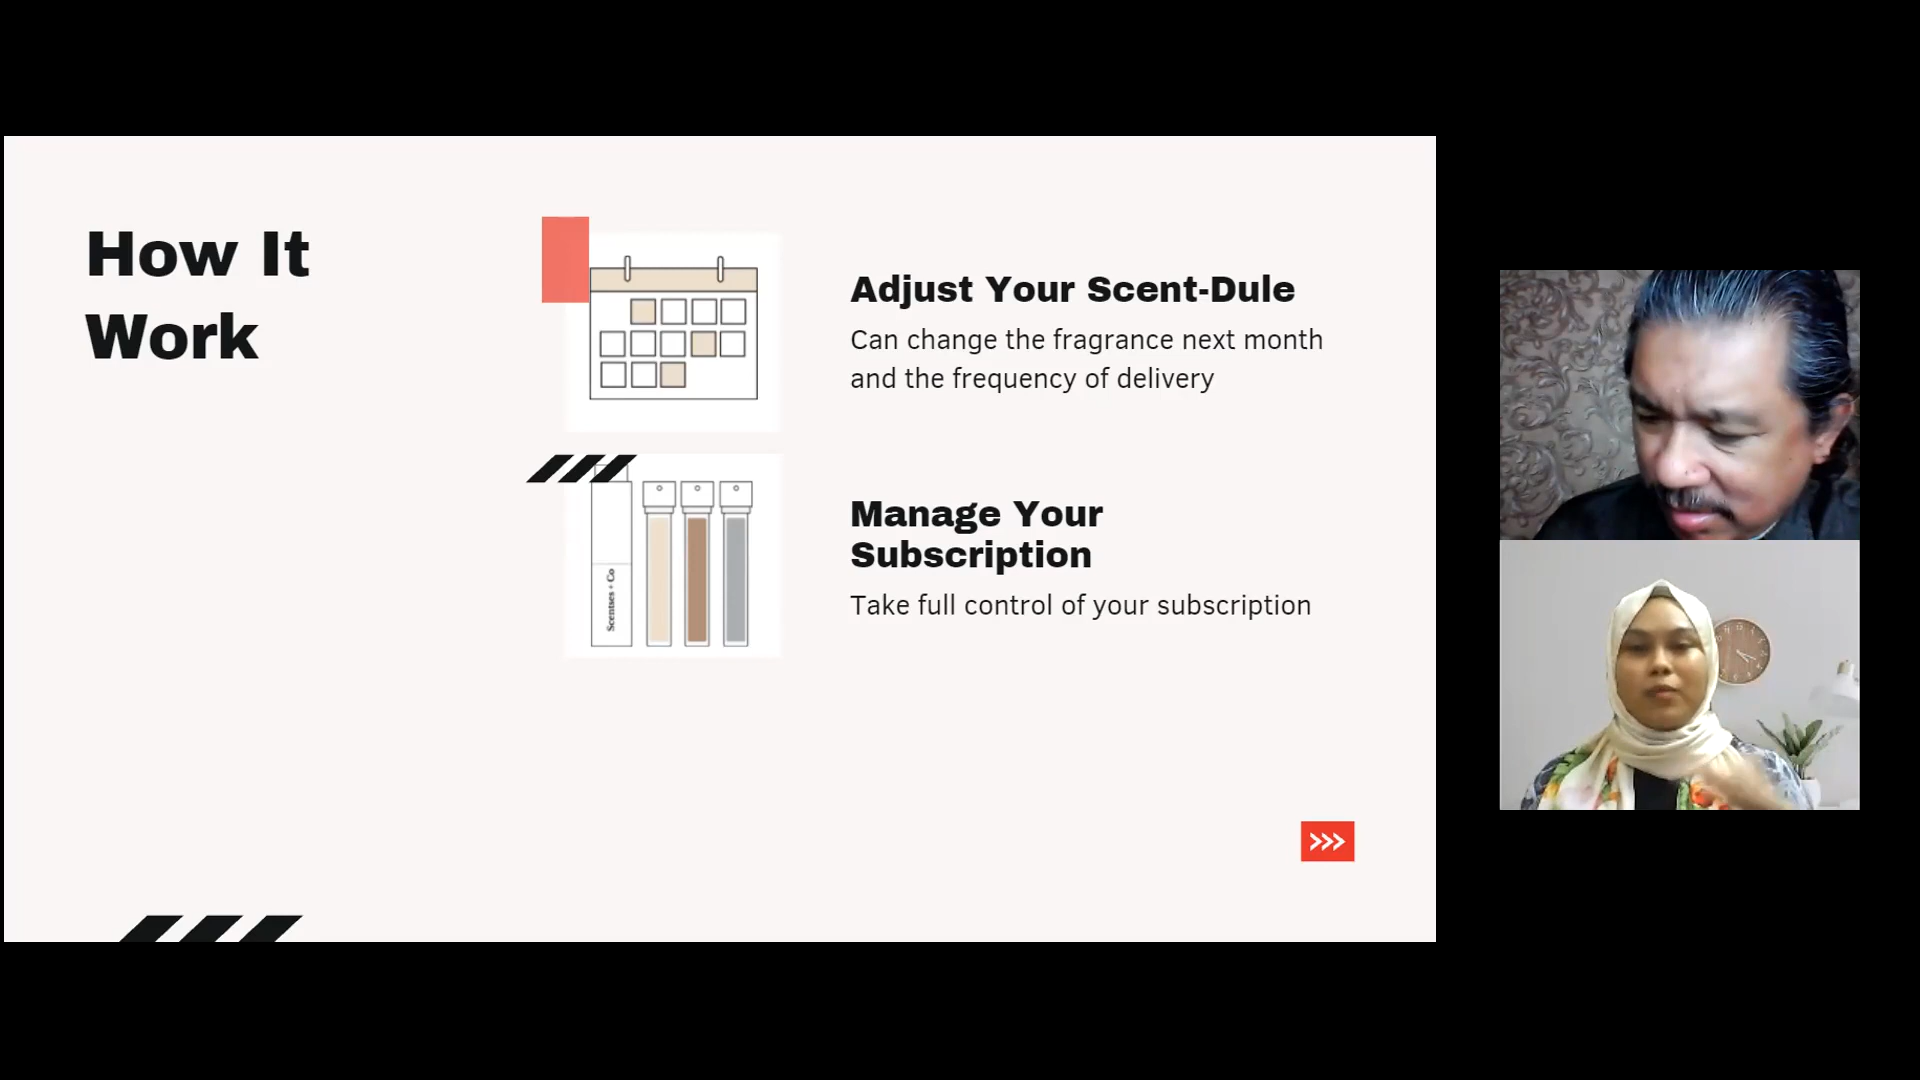 How It
Work
Adjust Your Scent-Dule
Can change the fragrance next month
and the frequency of delivery
Scentses + Co
Manage Your
Subscription
Take full control of your subscription